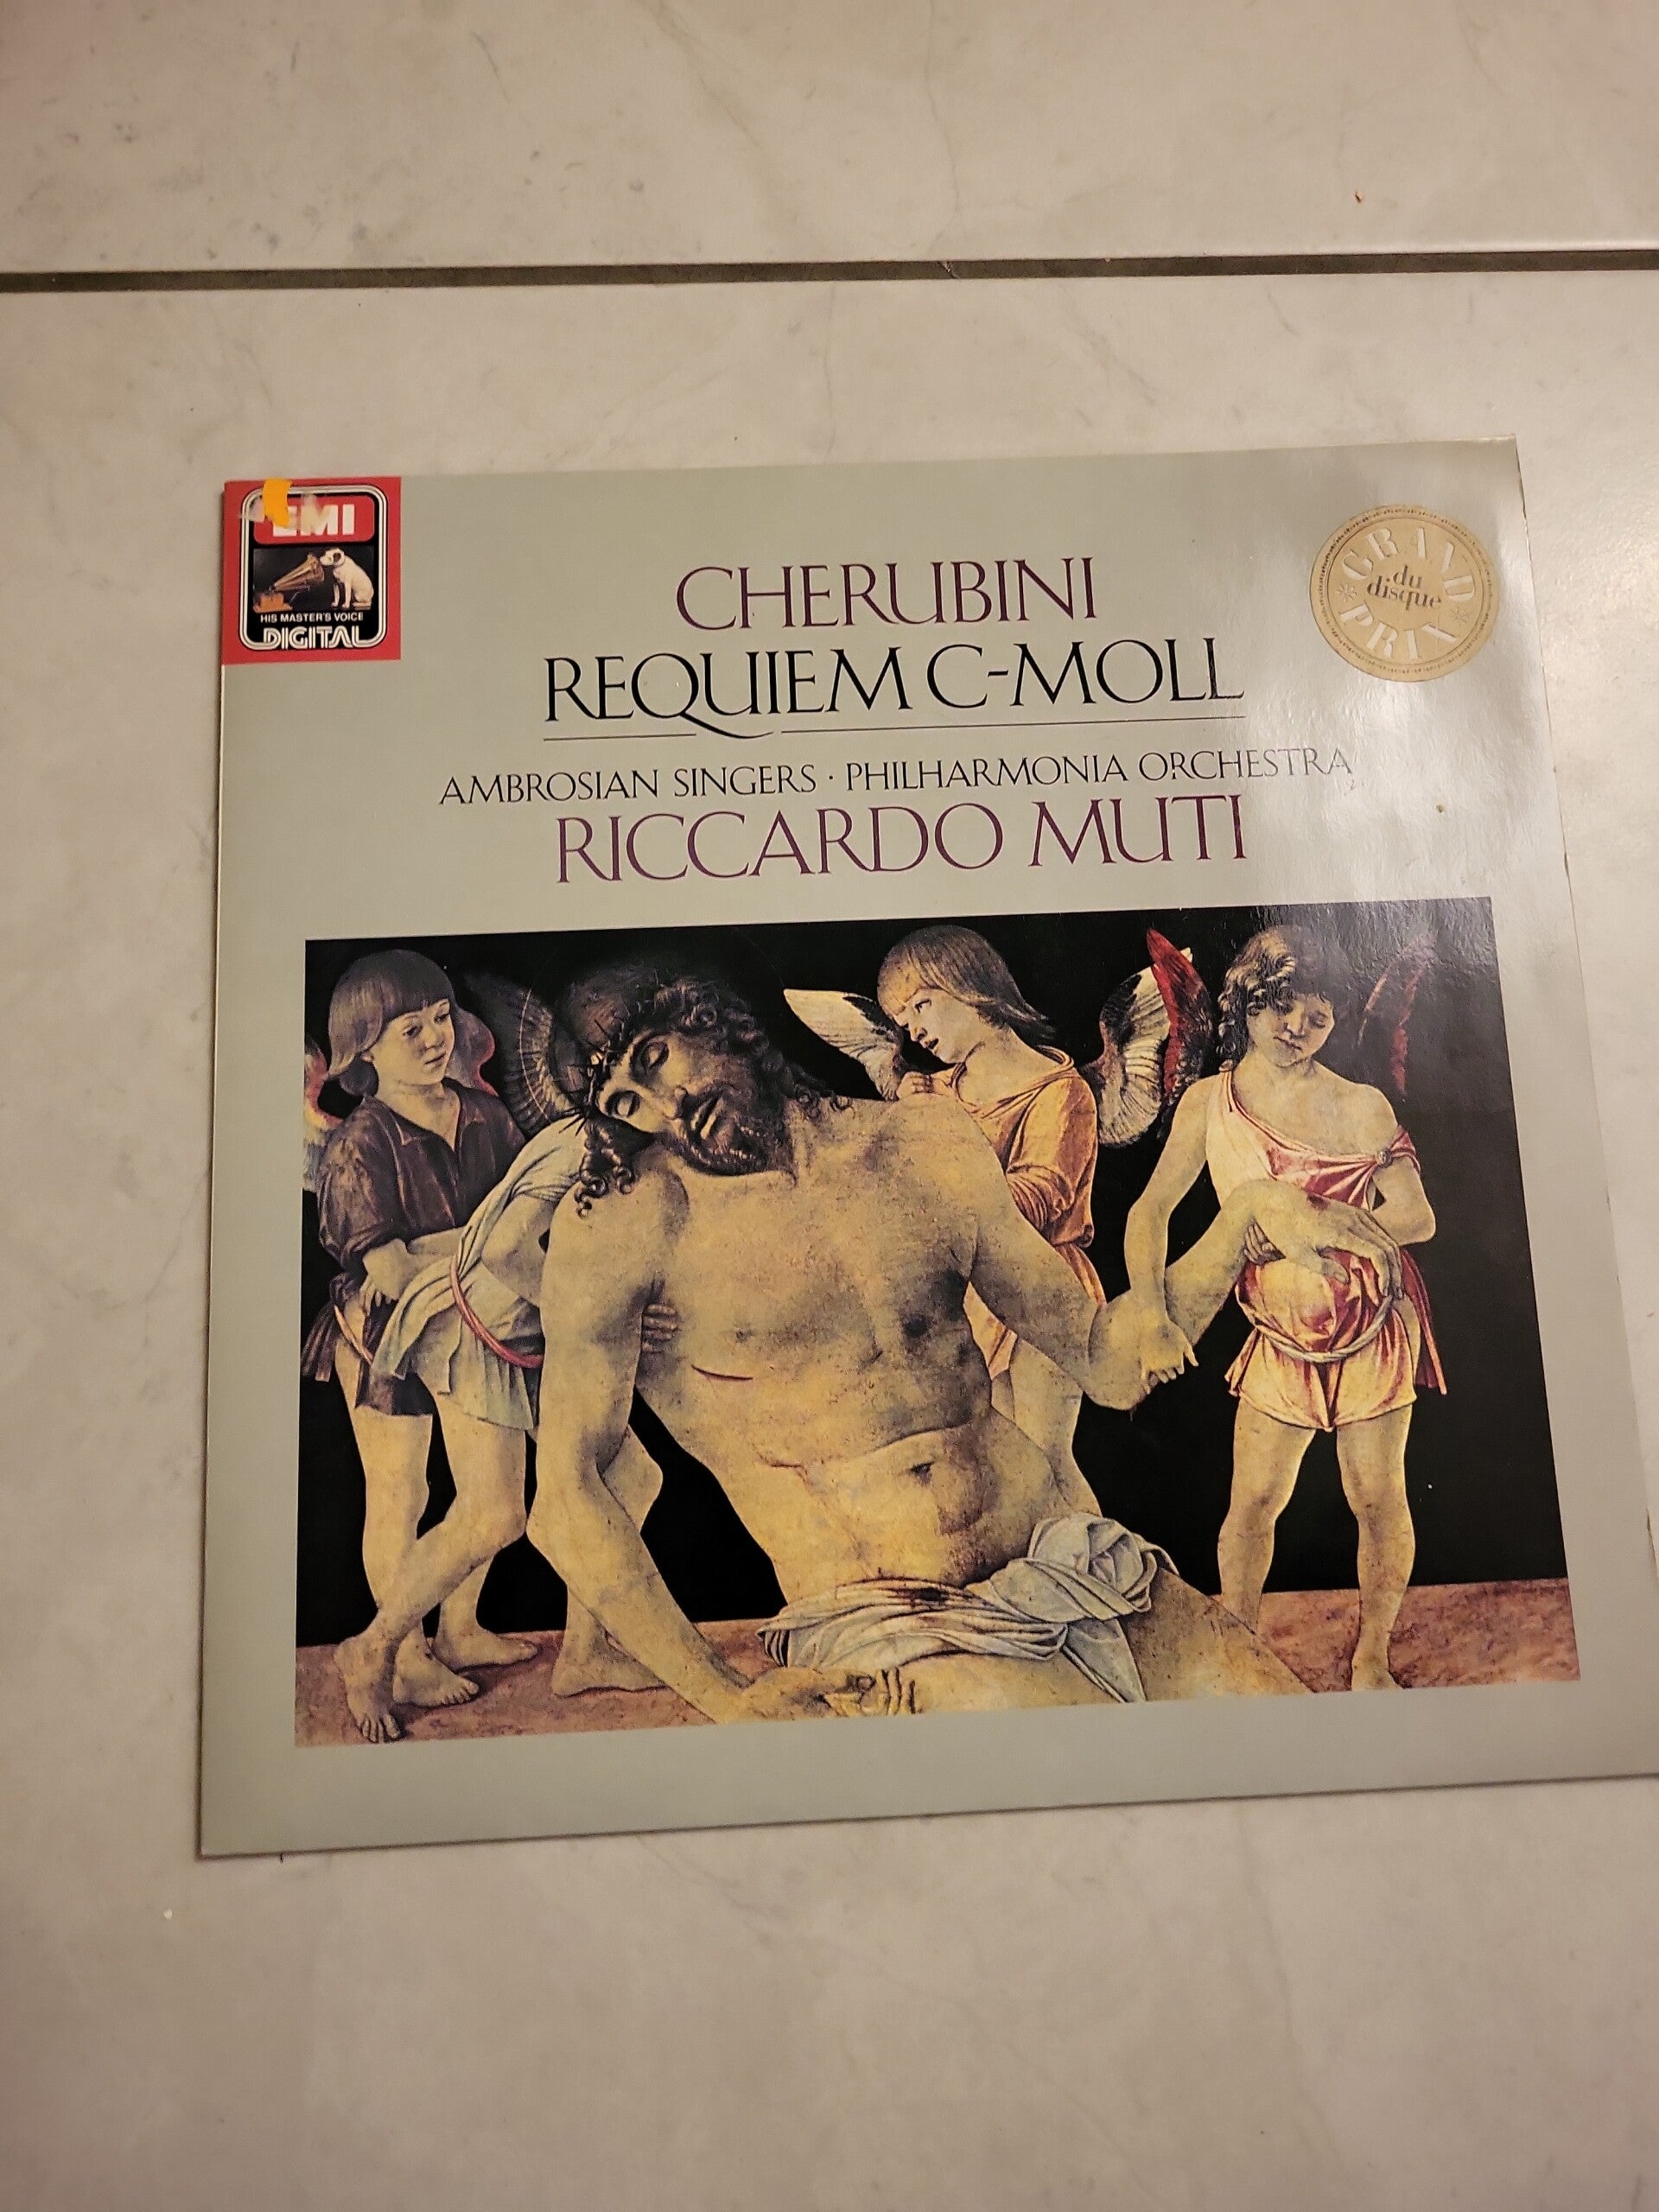 EMI
HIS MASTER'S VOICE
DIGITAL
CHERUBINI
REQUIEM C-MOLL
AMBROSIAN SINGERS · PHILHARMONIA ORCHESTRA
RICCARDO MUTI
GRAND
du
disque
PRIX